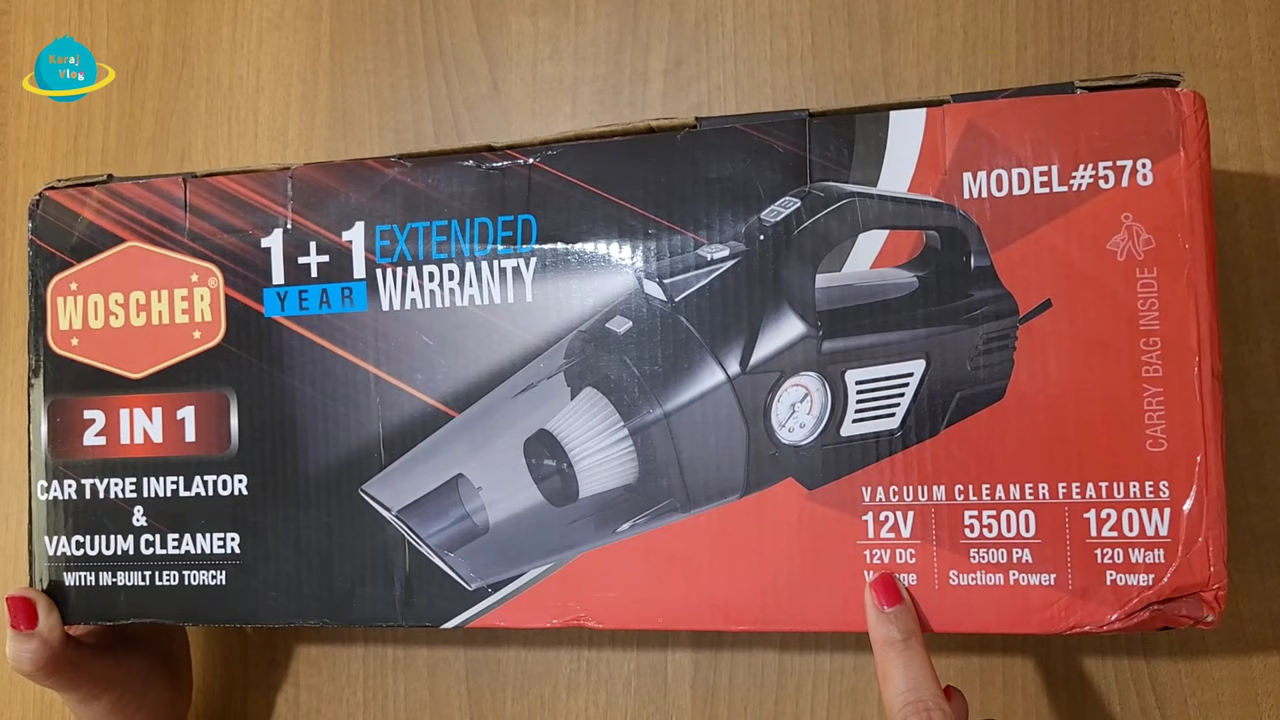 Karaj
Vlog
MODEL#578
1+1 EXTENDED
YEAR WARRANTY
WOSCHER®
2 IN 1
CAR TYRE INFLATOR
&
VACUUM CLEANER
WITH IN-BUILT LED TORCH
CARRY BAG INSIDE
VACUUM CLEANER FEATURES
12V 5500 120W
12V DC 5500 PA 120 Watt
Suction Power Power